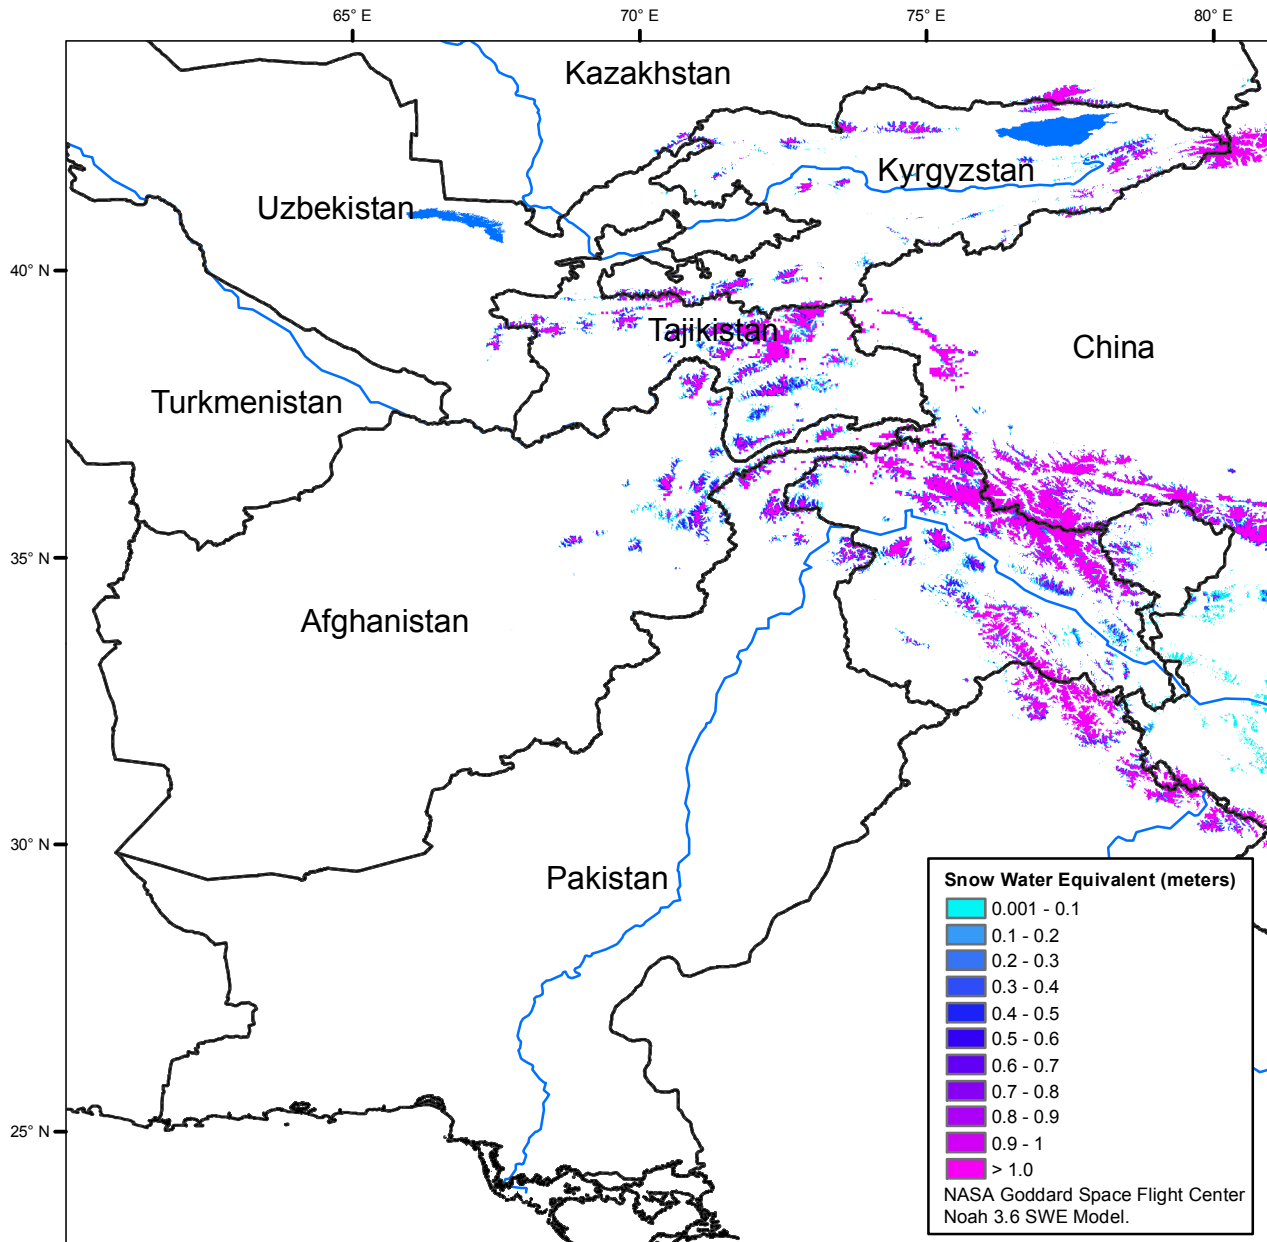 65° E
70° E
75° E
80° E
Kazakhstan
Kyrgyzstan
Uzbekistan
40° N
Tajikistan
China
Turkmenistan
35° N
Afghanistan
30° N
Pakistan
25° N
Snow Water Equivalent (meters)
0.001 - 0.1
0.1 - 0.2
0.2 - 0.3
0.3 - 0.4
0.4 - 0.5
0.5 - 0.6
0.6 - 0.7
0.7 - 0.8
0.8 - 0.9
0.9 - 1
> 1.0
NASA Goddard Space Flight Center
Noah 3.6 SWE Model.